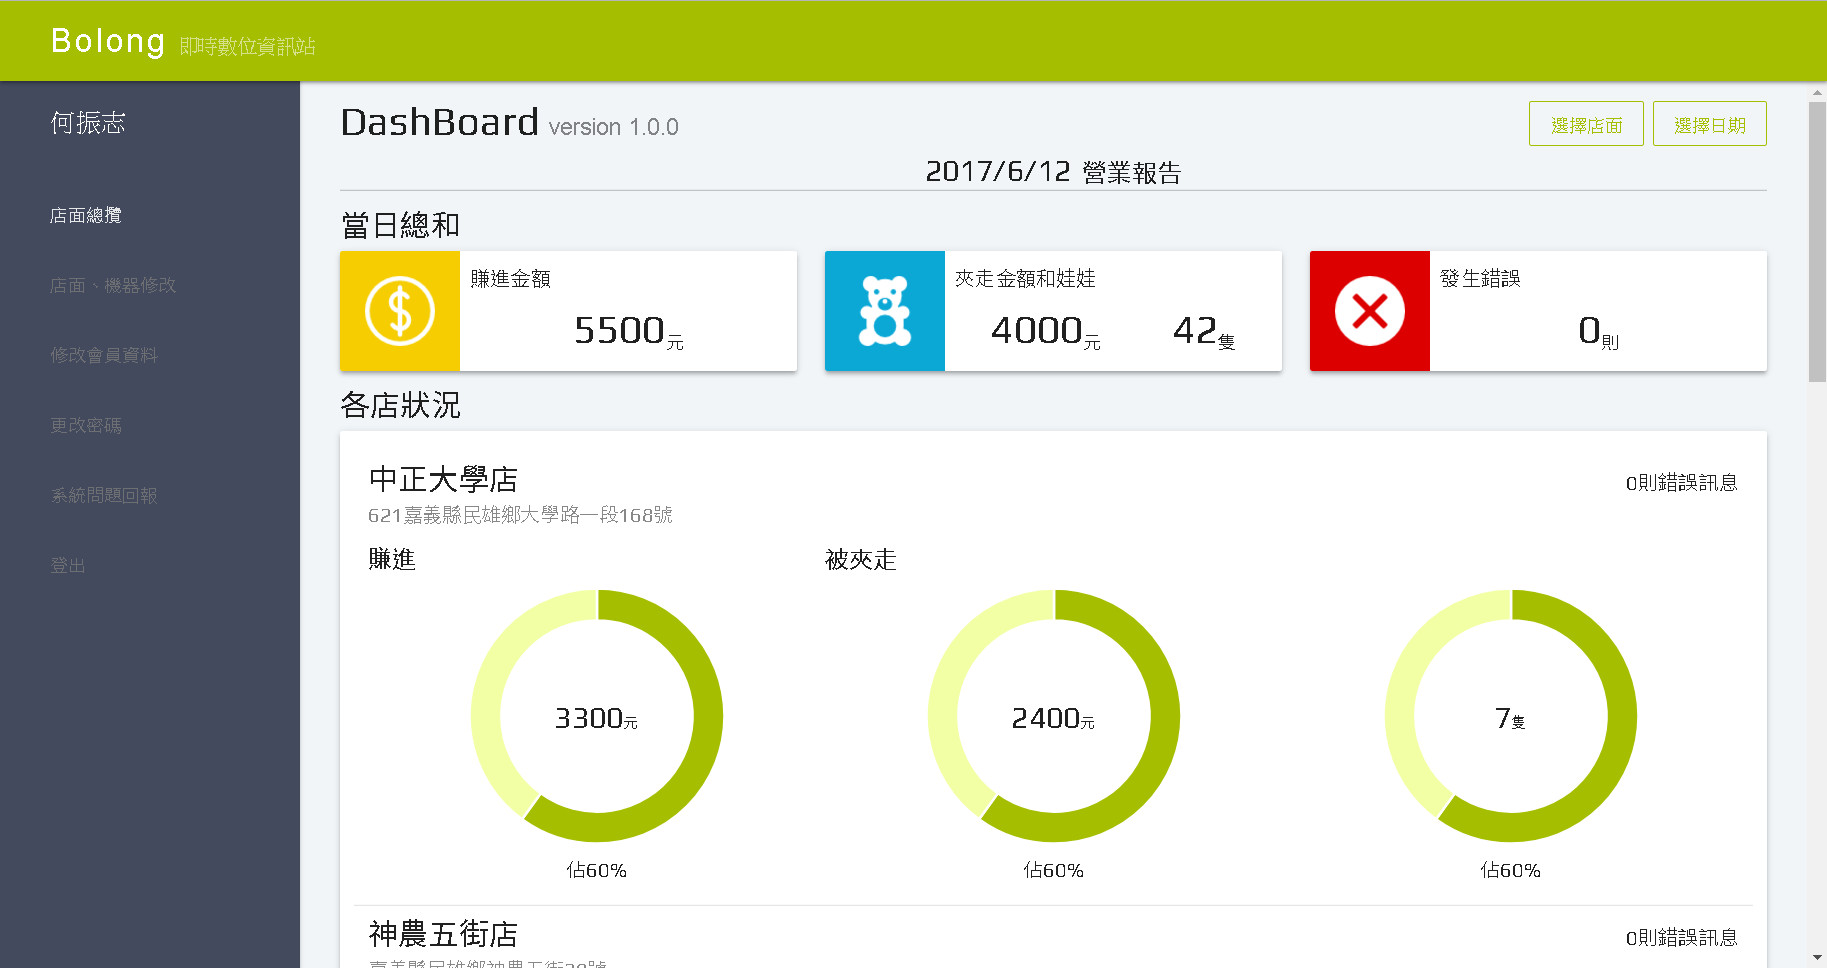 Bolong 即時數位資訊站
何振志
店面總攬
店面、機器修改
修改會員資料
更改密碼
系統問題回報
登出
DashBoard version 1.0.0
選擇店面 選擇日期
2017/6/12 營業報告
當日總和
賺進金額
5500元
夾走金額和娃娃
4000元 42隻
發生錯誤
0則
各店狀況
中正大學店
0則錯誤訊息
621嘉義縣民雄鄉大學路一段168號
賺進 被夾走
3300元 2400元 7隻
佔60% 佔60% 佔60%
神農五街店
0則錯誤訊息